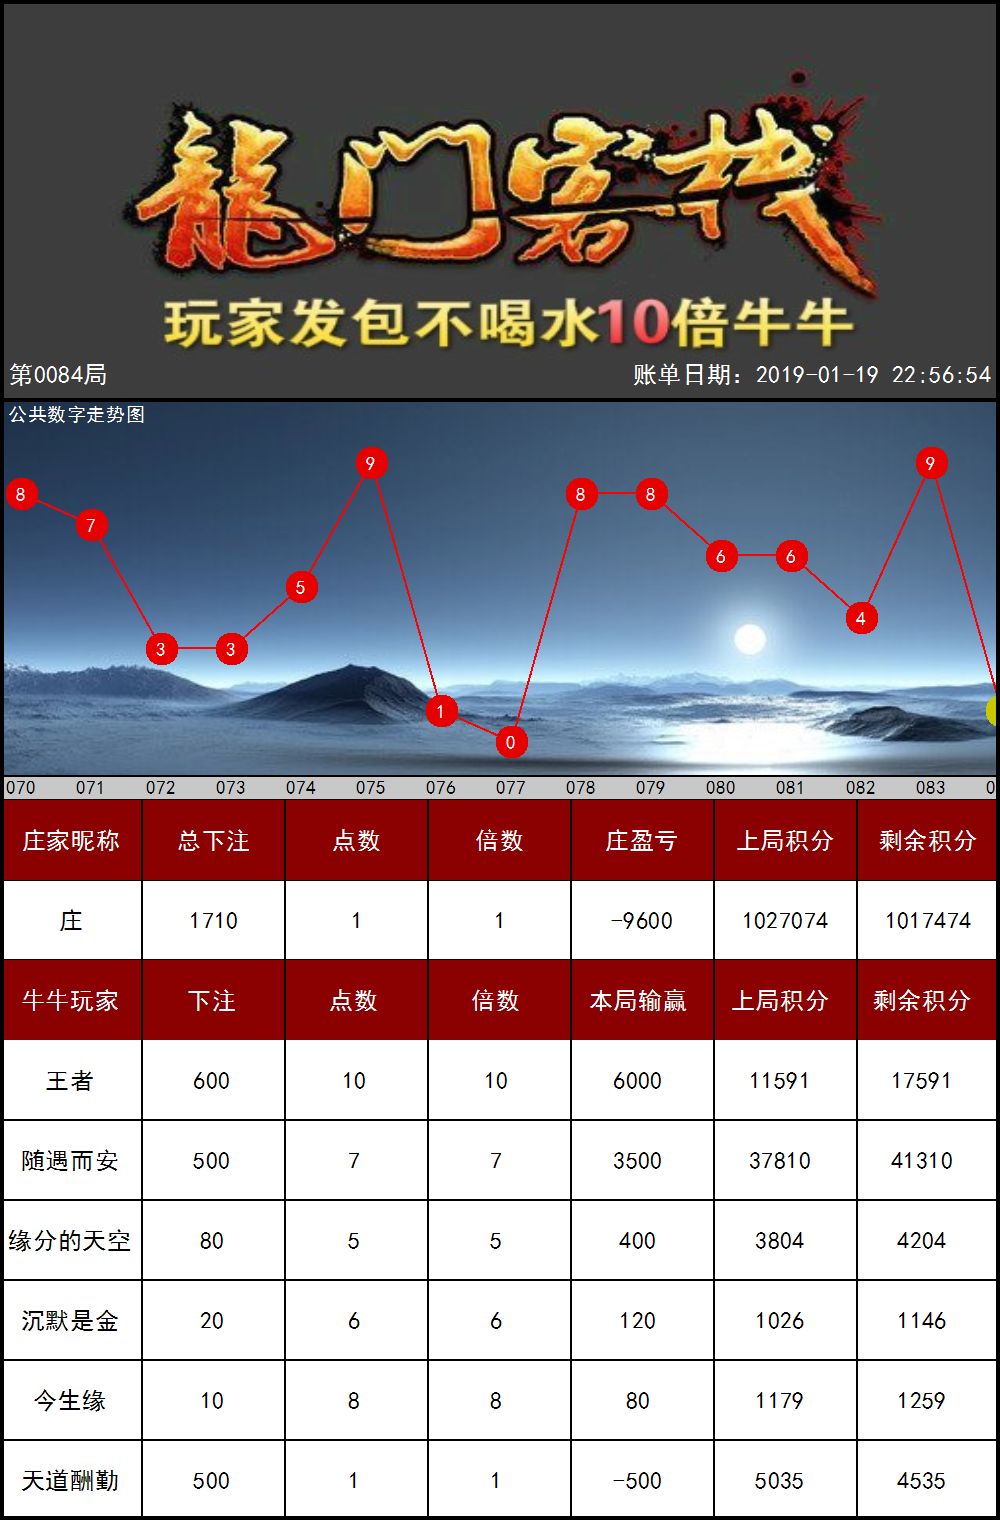 龍门客栈
玩家发包不喝水10倍牛牛
第0084局 账单日期：2019-01-19 22:56:54
公共数字走势图
8 7 3 3 5 9 1 0 8 8 6 6 4 9
070 071 072 073 074 075 076 077 078 079 080 081 082 083 0
庄家昵称 总下注 点数 倍数 庄盈亏 上局积分 剩余积分
庄 1710 1 1 -9600 1027074 1017474
牛牛玩家 下注 点数 倍数 本局输赢 上局积分 剩余积分
王者 600 10 10 6000 11591 17591
随遇而安 500 7 7 3500 37810 41310
缘分的天空 80 5 5 400 3804 4204
沉默是金 20 6 6 120 1026 1146
今生缘 10 8 8 80 1179 1259
天道酬勤 500 1 1 -500 5035 4535